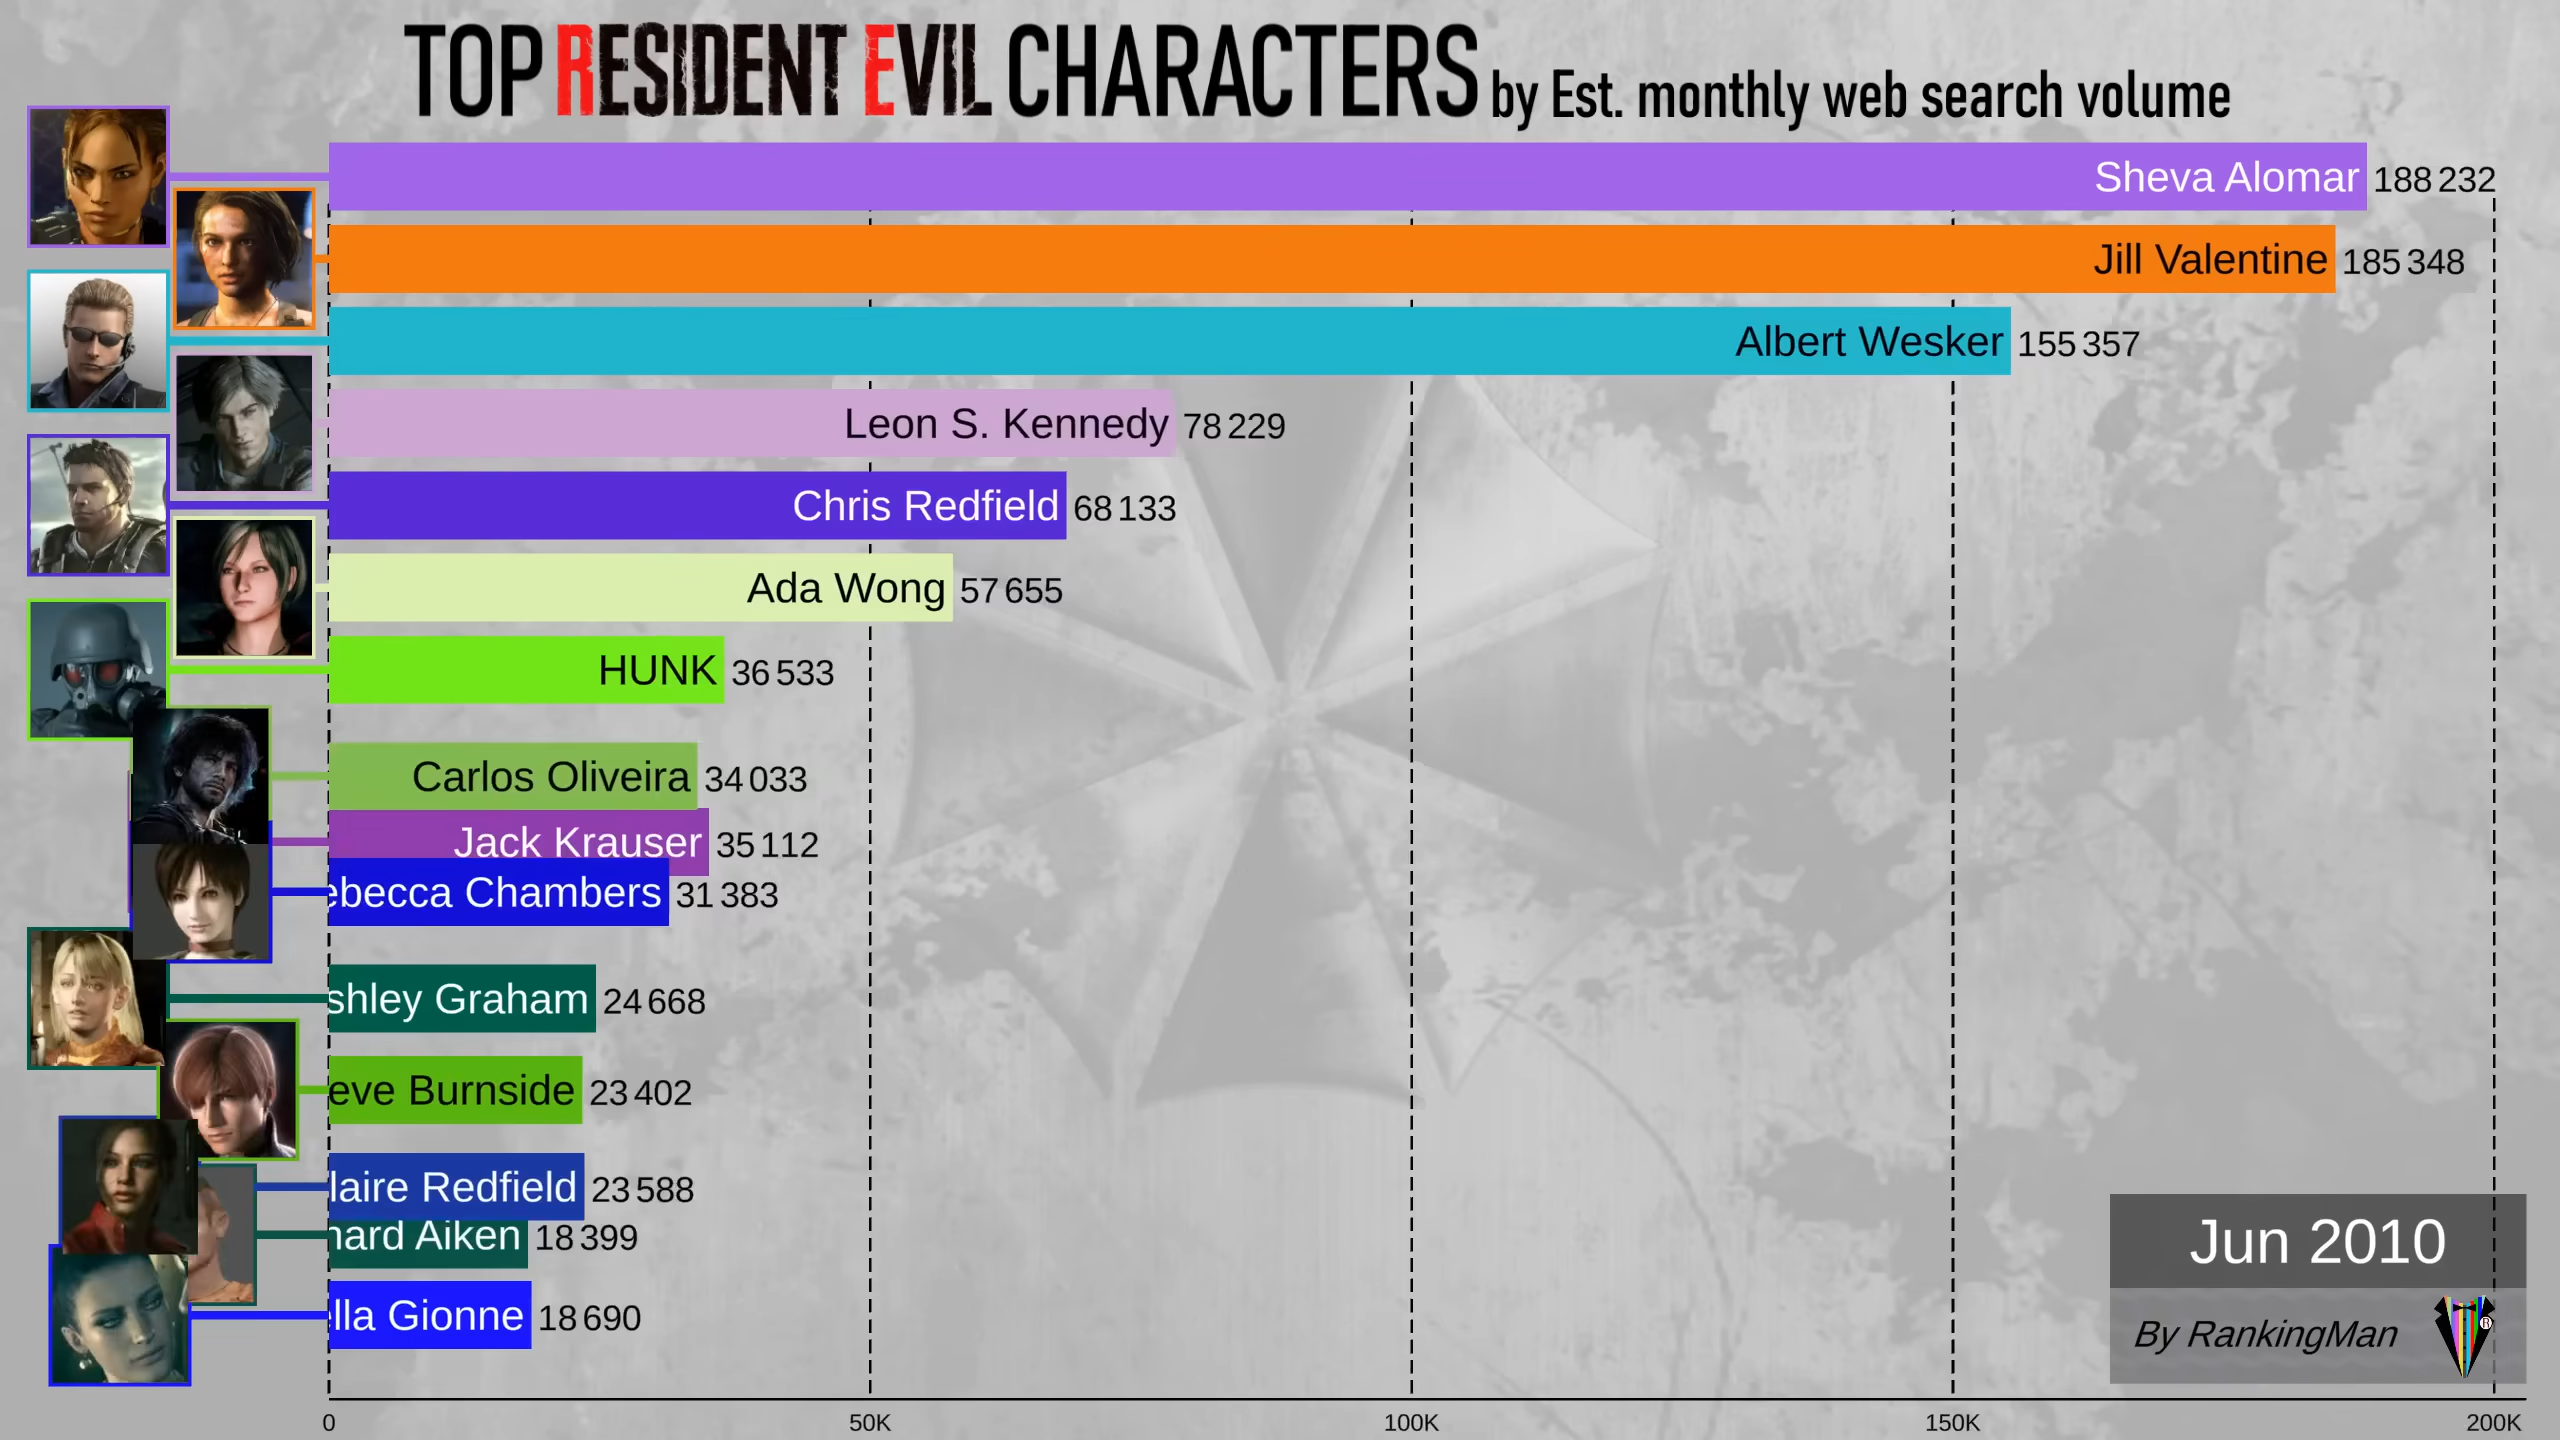 TOP RESIDENT EVIL CHARACTERS by Est. monthly web search volume
Sheva Alomar 188 232
Jill Valentine 185 348
Albert Wesker 155 357
Leon S. Kennedy 78 229
Chris Redfield 68 133
Ada Wong 57 655
HUNK 36 533
Carlos Oliveira 34 033
Jack Krauser 35 112
ebecca Chambers 31 383
shley Graham 24 668
eve Burnside 23 402
laire Redfield 23 588
hard Aiken 18 399
lla Gionne 18 690
Jun 2010
By RankingMan
0 50K 100K 150K 200K